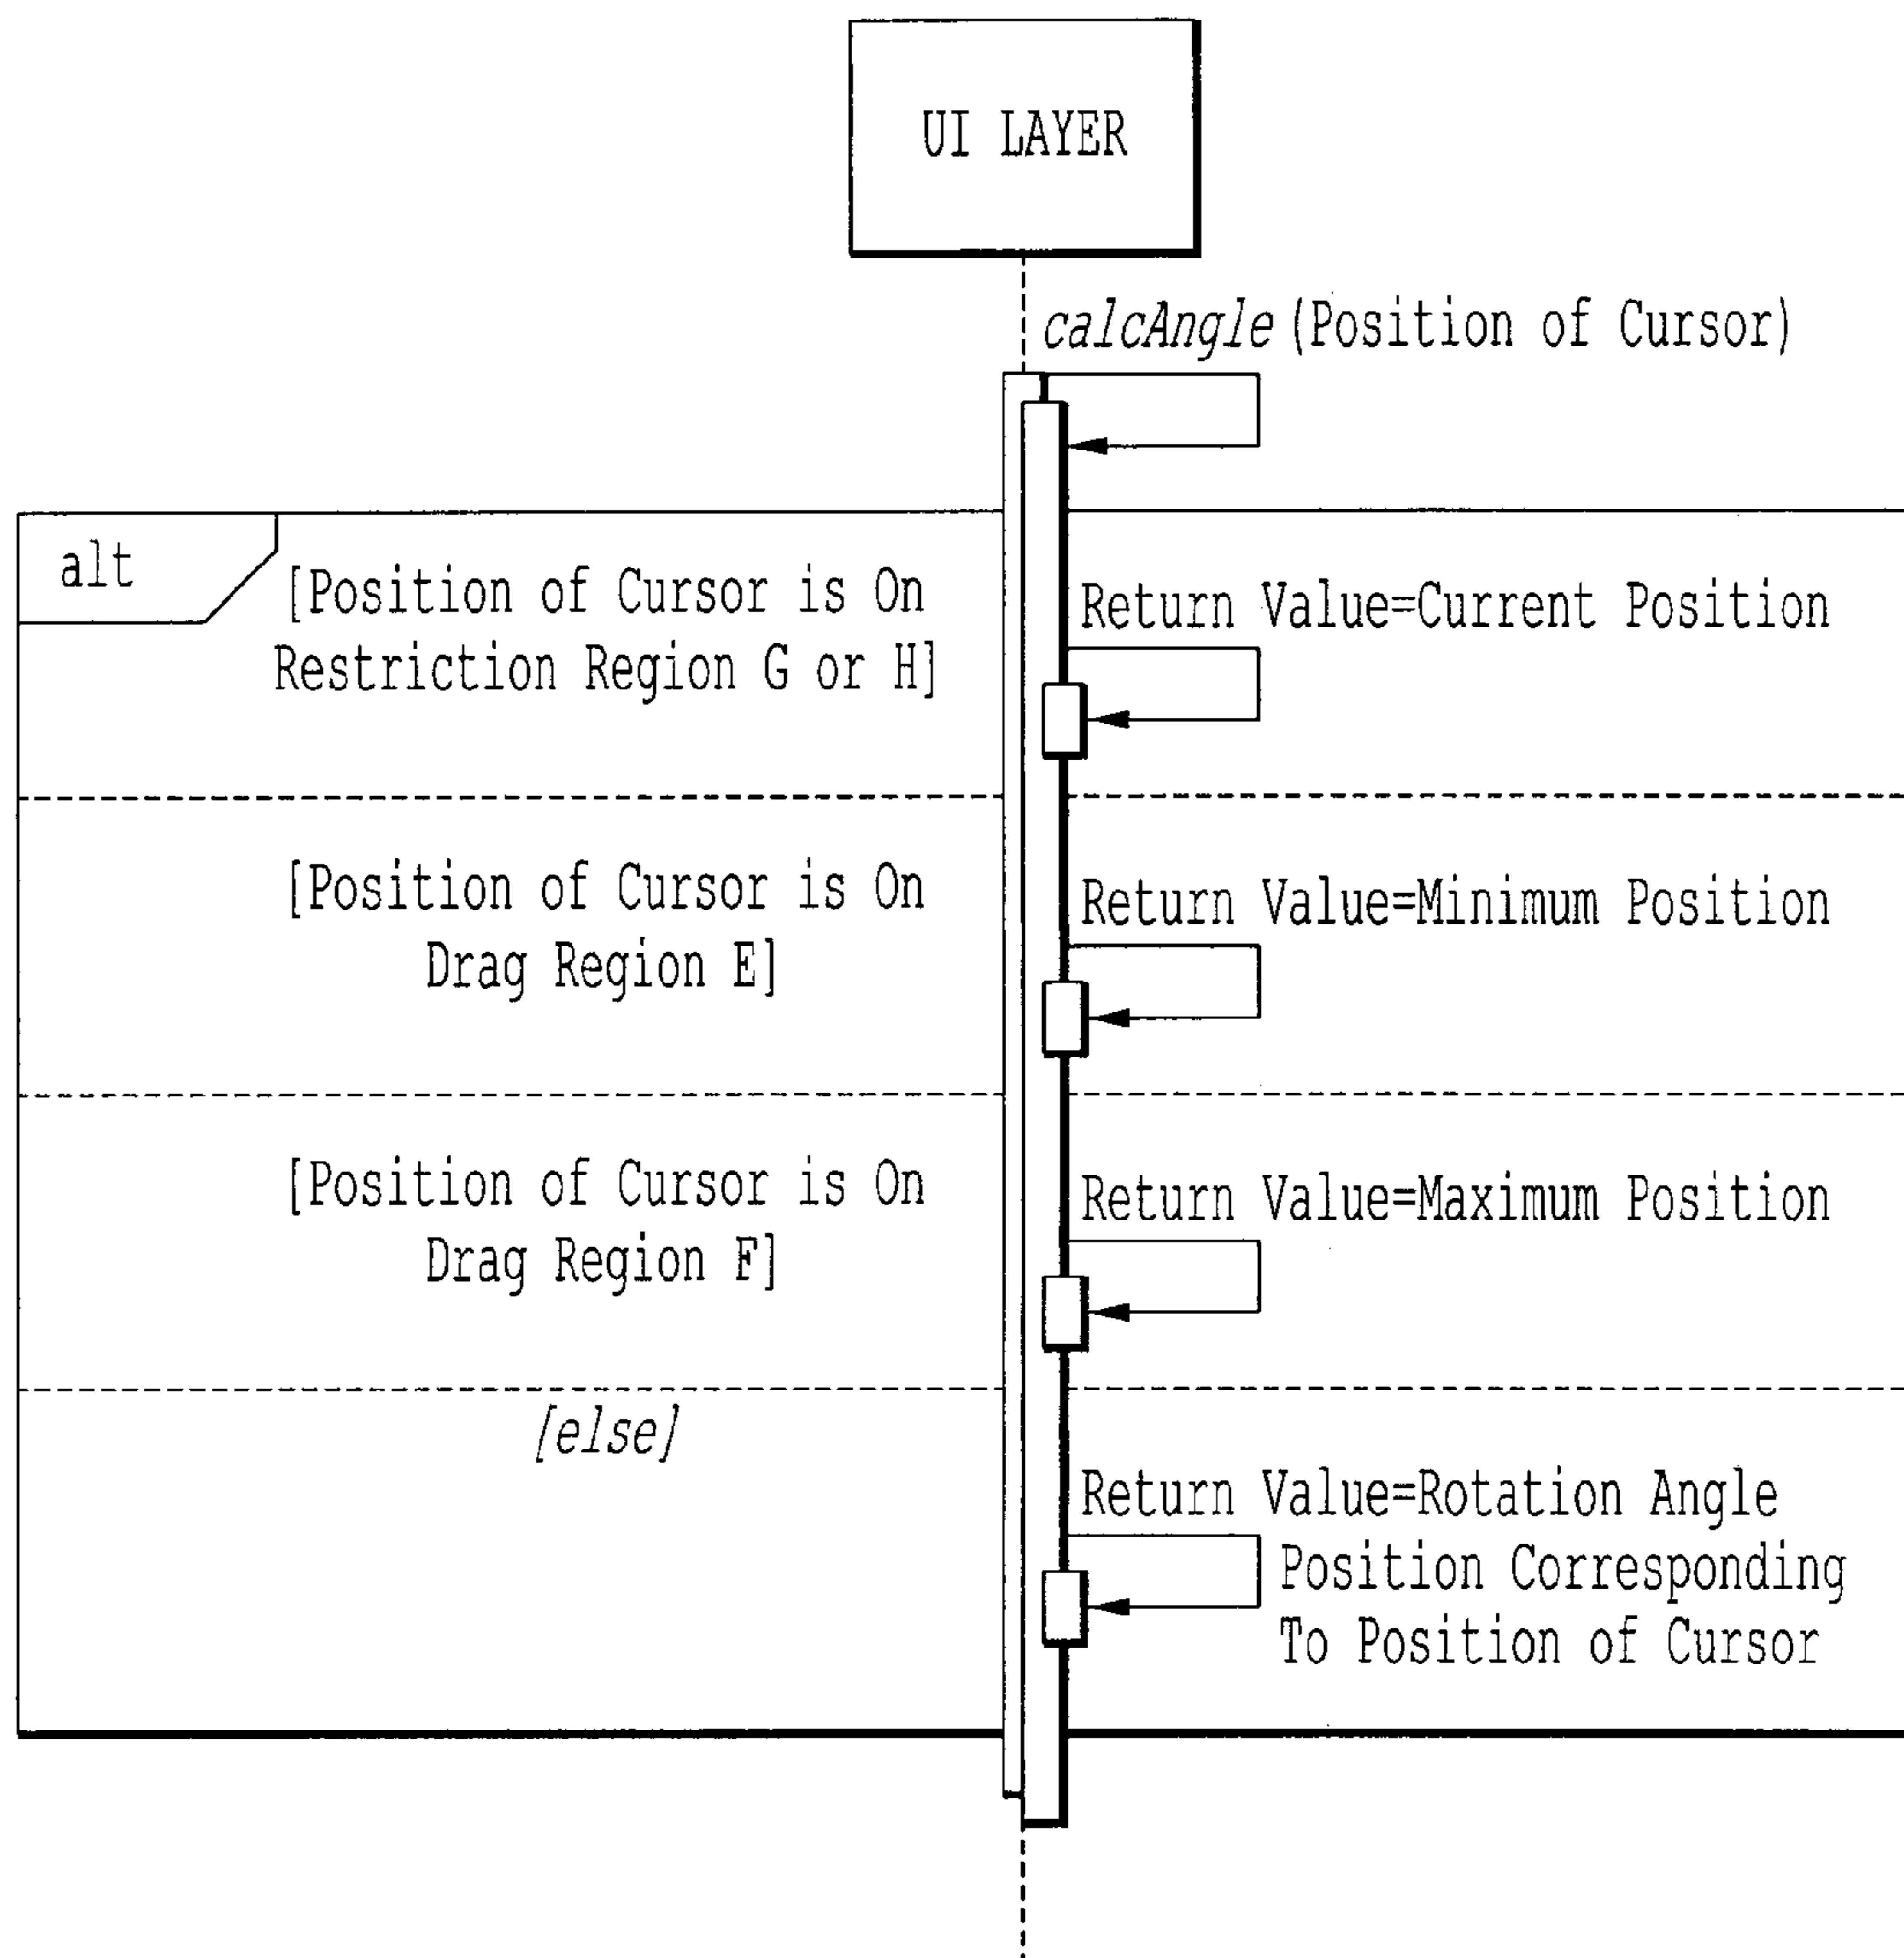 UI LAYER
calcAngle (Position of Cursor)
alt
[Position of Cursor is On
Restriction Region G or H]
Return Value=Current Position
[Position of Cursor is On
Drag Region E]
Return Value=Minimum Position
[Position of Cursor is On
Drag Region F]
Return Value=Maximum Position
[else]
Return Value=Rotation Angle
Position Corresponding
To Position of Cursor